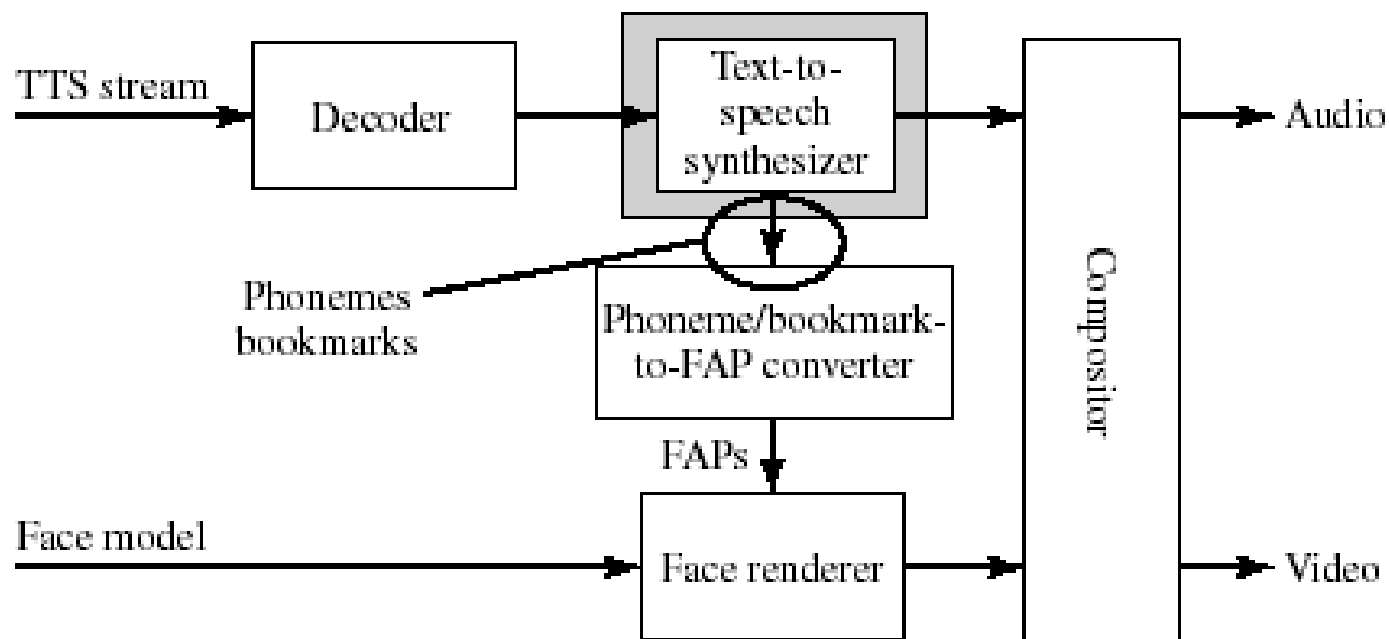 TTS stream
Decoder
Text-to-
speech
synthesizer
Audio
Phonemes
bookmarks
Phoneme/bookmark-
to-FAP converter
Compositor
FAPs
Face model
Face renderer
Video